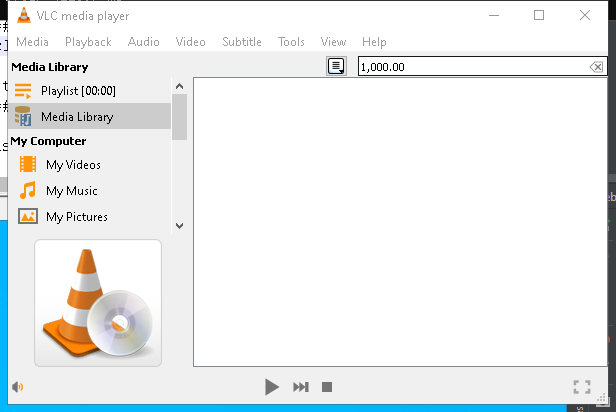 VLC media player
Media Playback Audio Video Subtitle Tools View Help
Media Library
1,000.00
Playlist [00:00]
Media Library
My Computer
My Videos
My Music
My Pictures